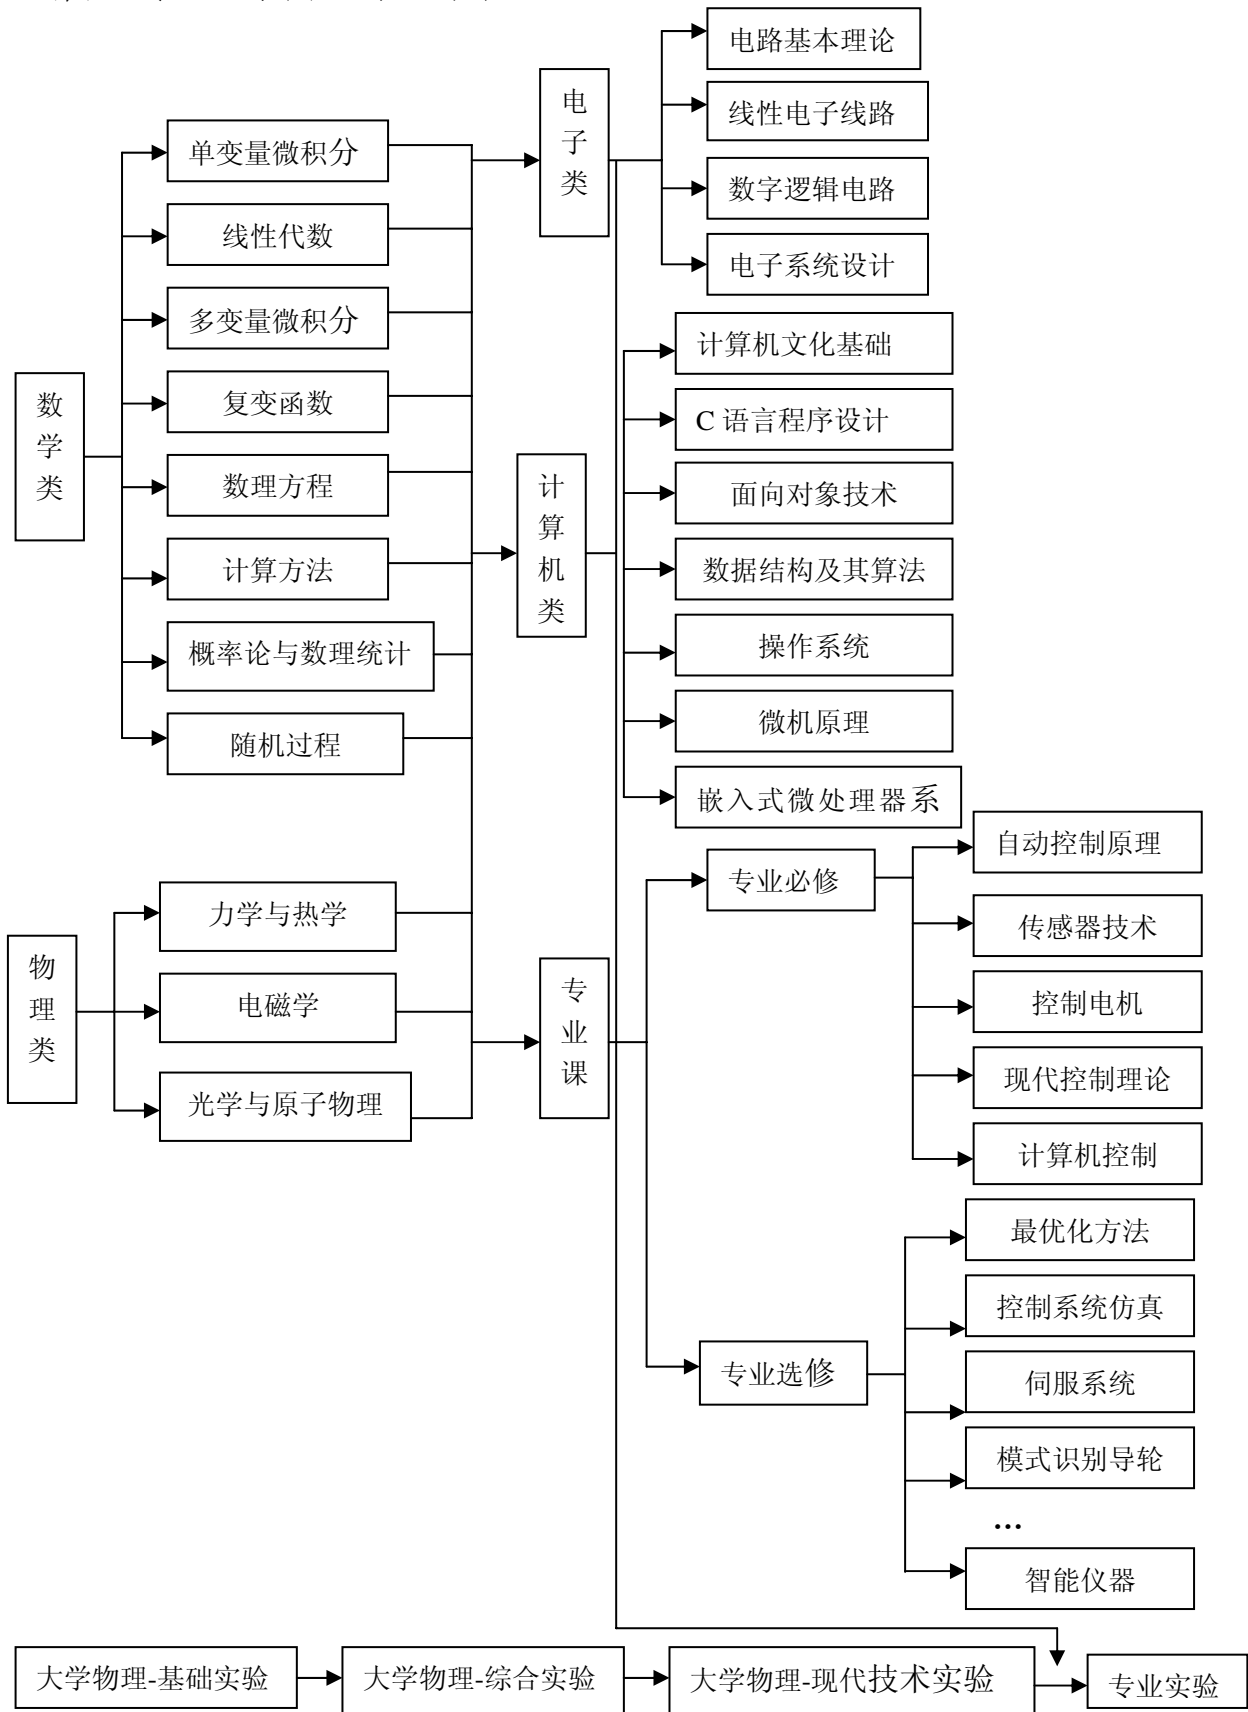 数学类
单变量微积分
线性代数
多变量微积分
复变函数
数理方程
计算方法
概率论与数理统计
随机过程
物理类
力学与热学
电磁学
光学与原子物理
电子类
电路基本理论
线性电子线路
数字逻辑电路
电子系统设计
计算机类
计算机文化基础
C 语言程序设计
面向对象技术
数据结构及其算法
操作系统
微机原理
嵌入式微处理器系
专业课
专业必修
自动控制原理
传感器技术
控制电机
现代控制理论
计算机控制
专业选修
最优化方法
控制系统仿真
伺服系统
模式识别导轮
…
智能仪器
大学物理-基础实验
大学物理-综合实验
大学物理-现代技术实验
专业实验